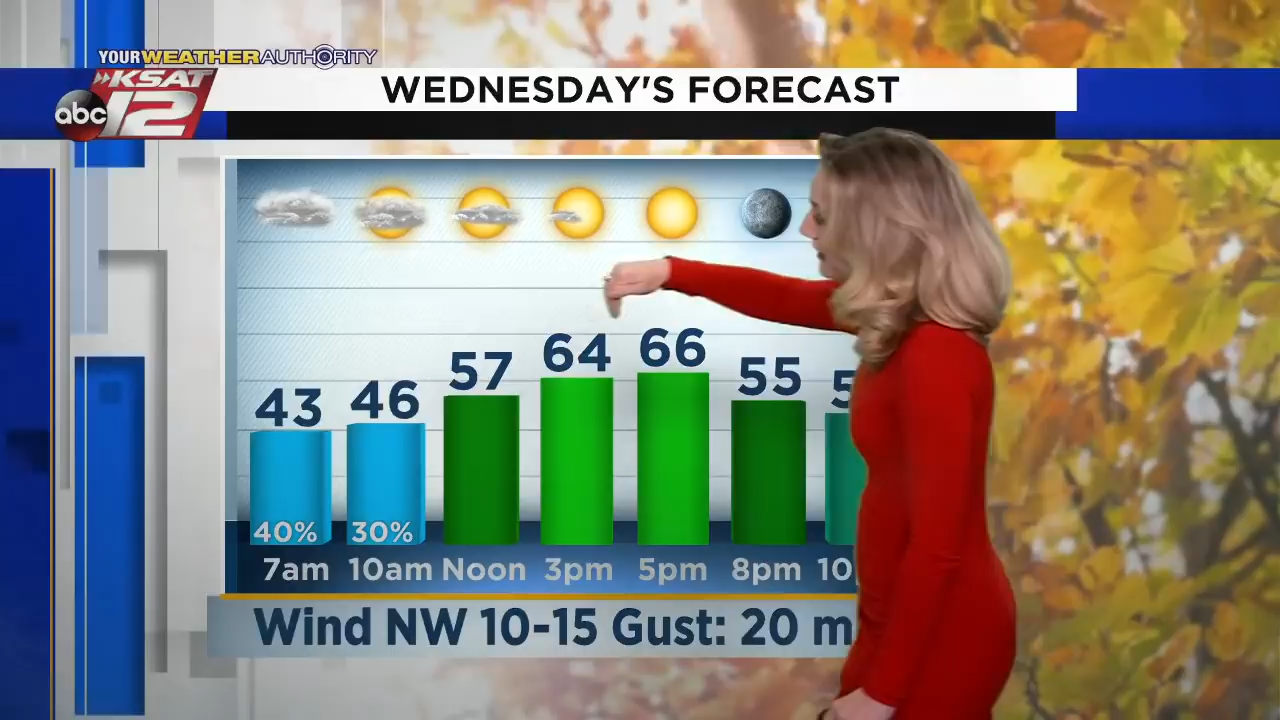 YOURWEATHERAUTHORITY
KSAT
abc 12
WEDNESDAY'S FORECAST
43 46 57 64 66 55
40% 30%
7am 10am Noon 3pm 5pm 8pm
Wind NW 10-15 Gust: 20